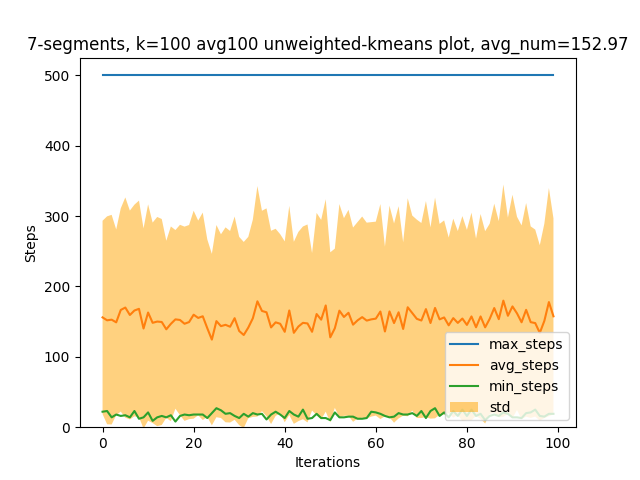 7-segments, k=100 avg100 unweighted-kmeans plot, avg_num=152.97
500
400
300
200
100
0
Steps
0 20 40 60 80 100
Iterations
max_steps
avg_steps
min_steps
std